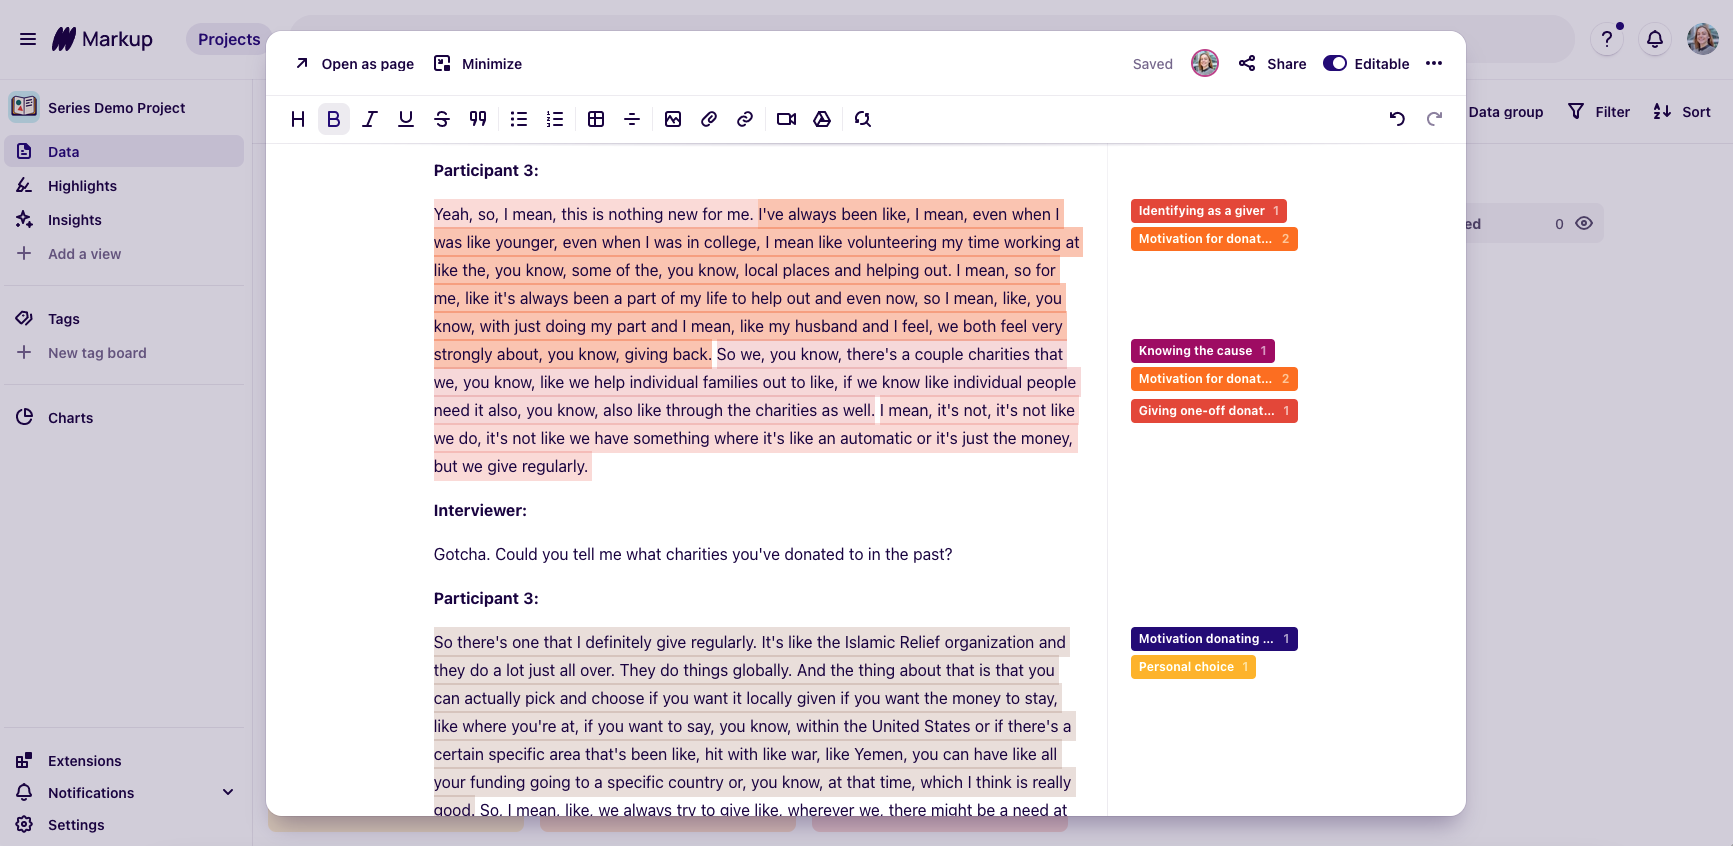 Markup
Projects
Series Demo Project
Data
Highlights
Insights
Add a view
Tags
New tag board
Charts
Extensions
Notifications
Settings
Open as page
Minimize
Saved
Share
Editable
Data group
Filter
Sort
0
Participant 3:
Yeah, so, I mean, this is nothing new for me. I've always been like, I mean, even when I
was like younger, even when I was in college, I mean like volunteering my time working at
like the, you know, some of the, you know, local places and helping out. I mean, so for
me, like it's always been a part of my life to help out and even now, so I mean, like, you
know, with just doing my part and I mean, like my husband and I feel, we both feel very
strongly about, you know, giving back. So we, you know, there's a couple charities that
we, you know, like we help individual families out to like, if we know like individual people
need it also, you know, also like through the charities as well. I mean, it's not, it's not like
we do, it's not like we have something where it's like an automatic or it's just the money,
but we give regularly.
Interviewer:
Gotcha. Could you tell me what charities you've donated to in the past?
Participant 3:
So there's one that I definitely give regularly. It's like the Islamic Relief organization and
they do a lot just all over. They do things globally. And the thing about that is that you
can actually pick and choose if you want it locally given if you want the money to stay,
like where you're at, if you want to say, you know, within the United States or if there's a
certain specific area that's been like, hit with like war, like Yemen, you can have like all
your funding going to a specific country or, you know, at that time, which I think is really
good. So, I mean, like, we always try to give like, wherever we, there might be a need at
Identifying as a giver 1
Motivation for donat... 2
Knowing the cause 1
Motivation for donat... 2
Giving one-off donat... 1
Motivation donating ... 1
Personal choice 1